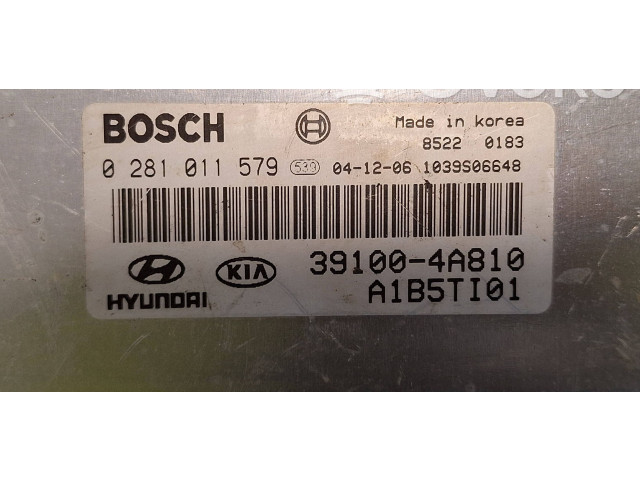 BOSCH
Made in korea
8522 0183
0 281 011 579 539 04-12-06 1039S06648
HYUNDAI
KIA
39100-4A810
A1B5TI01